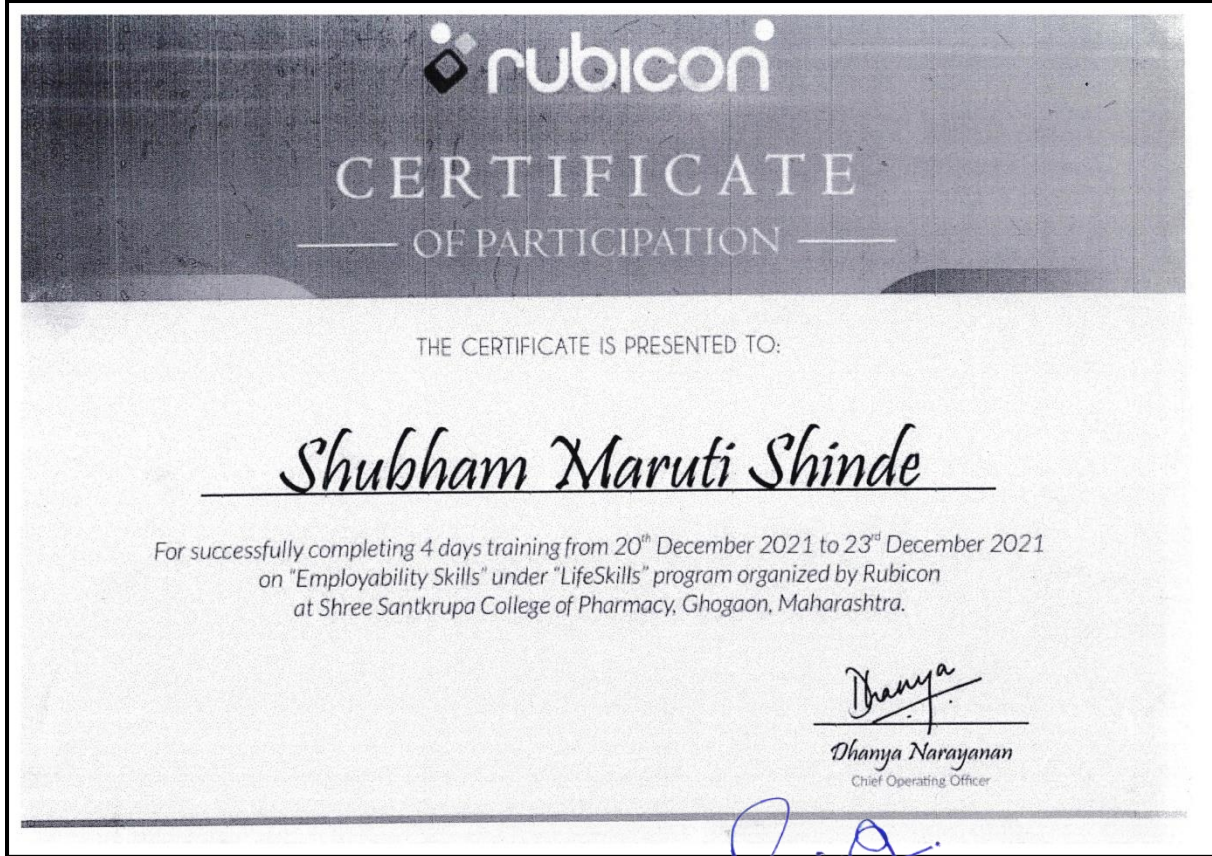 rubicon
CERTIFICATE
OF PARTICIPATION
THE CERTIFICATE IS PRESENTED TO:
Shubham Maruti Shinde
For successfully completing 4 days training from 20th December 2021 to 23rd December 2021
on "Employability Skills" under "LifeSkills" program organized by Rubicon
at Shree Santkrupa College of Pharmacy, Ghogaon, Maharashtra.
Dhanya
Dhanya Narayanan
Chief Operating Officer